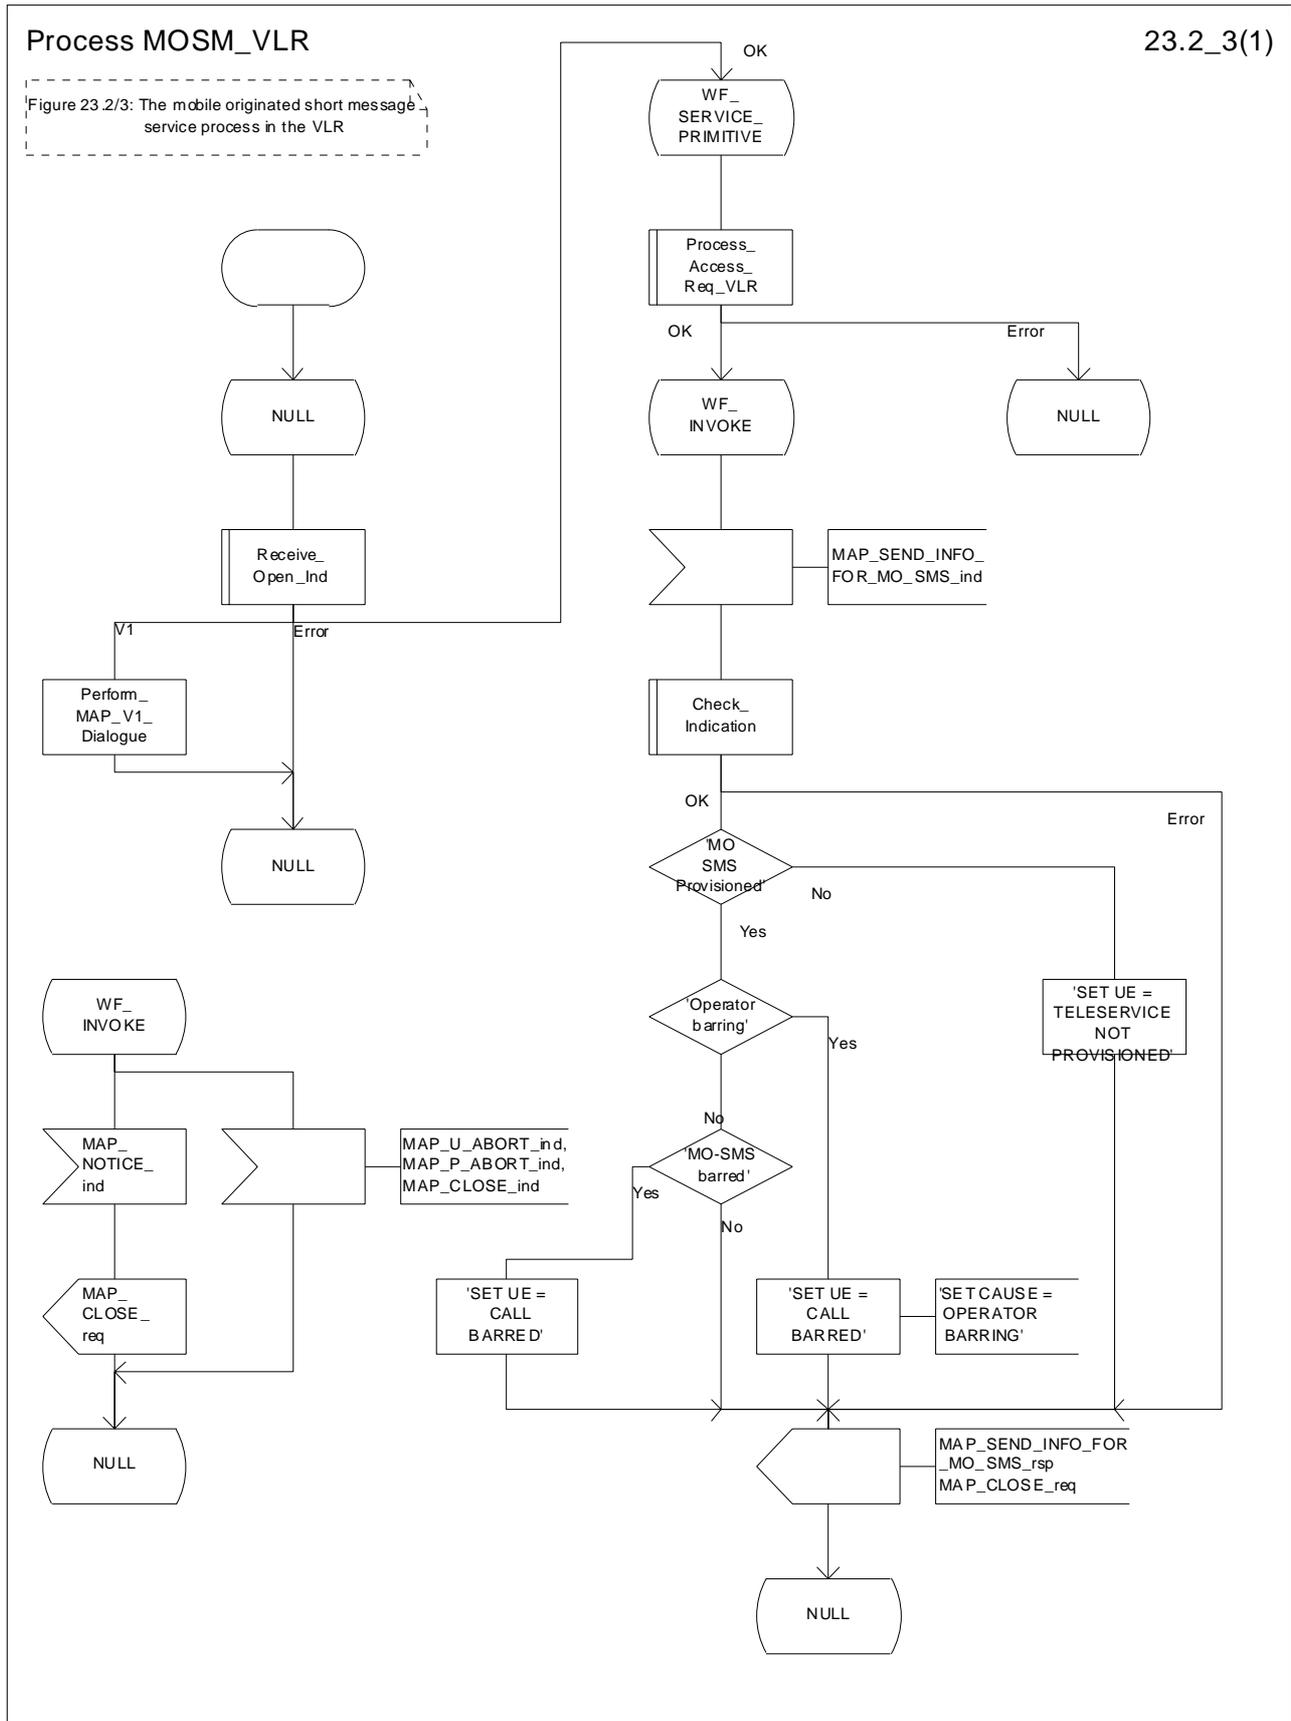 Process MOSM_VLR
23.2_3(1)
Figure 23.2/3: The mobile originated short message
service process in the VLR
OK
WF_
SERVICE_
PRIMITIVE
Process_
Access_
Req_VLR
OK
Error
NULL
WF_
INVOKE
NULL
Receive_
Open_Ind
MAP_SEND_INFO_
FOR_MO_SMS_ind
V1
Error
Perform_
MAP_V1_
Dialogue
Check_
Indication
OK
Error
NULL
'MO
SMS
Provisioned'
No
Yes
WF_
INVOKE
'Operator
barring'
Yes
'SET UE =
TELESERVICE
NOT
PROVISIONED'
No
MAP_
NOTICE_
ind
MAP_U_ABORT_ind,
MAP_P_ABORT_ind,
MAP_CLOSE_ind
'MO-SMS
barred'
Yes
No
MAP_
CLOSE_
req
'SET UE =
CALL
BARRED'
'SET UE =
CALL
BARRED'
'SET CAUSE =
OPERATOR
BARRING'
NULL
MAP_SEND_INFO_FOR
_MO_SMS_rsp
MAP_CLOSE_req
NULL